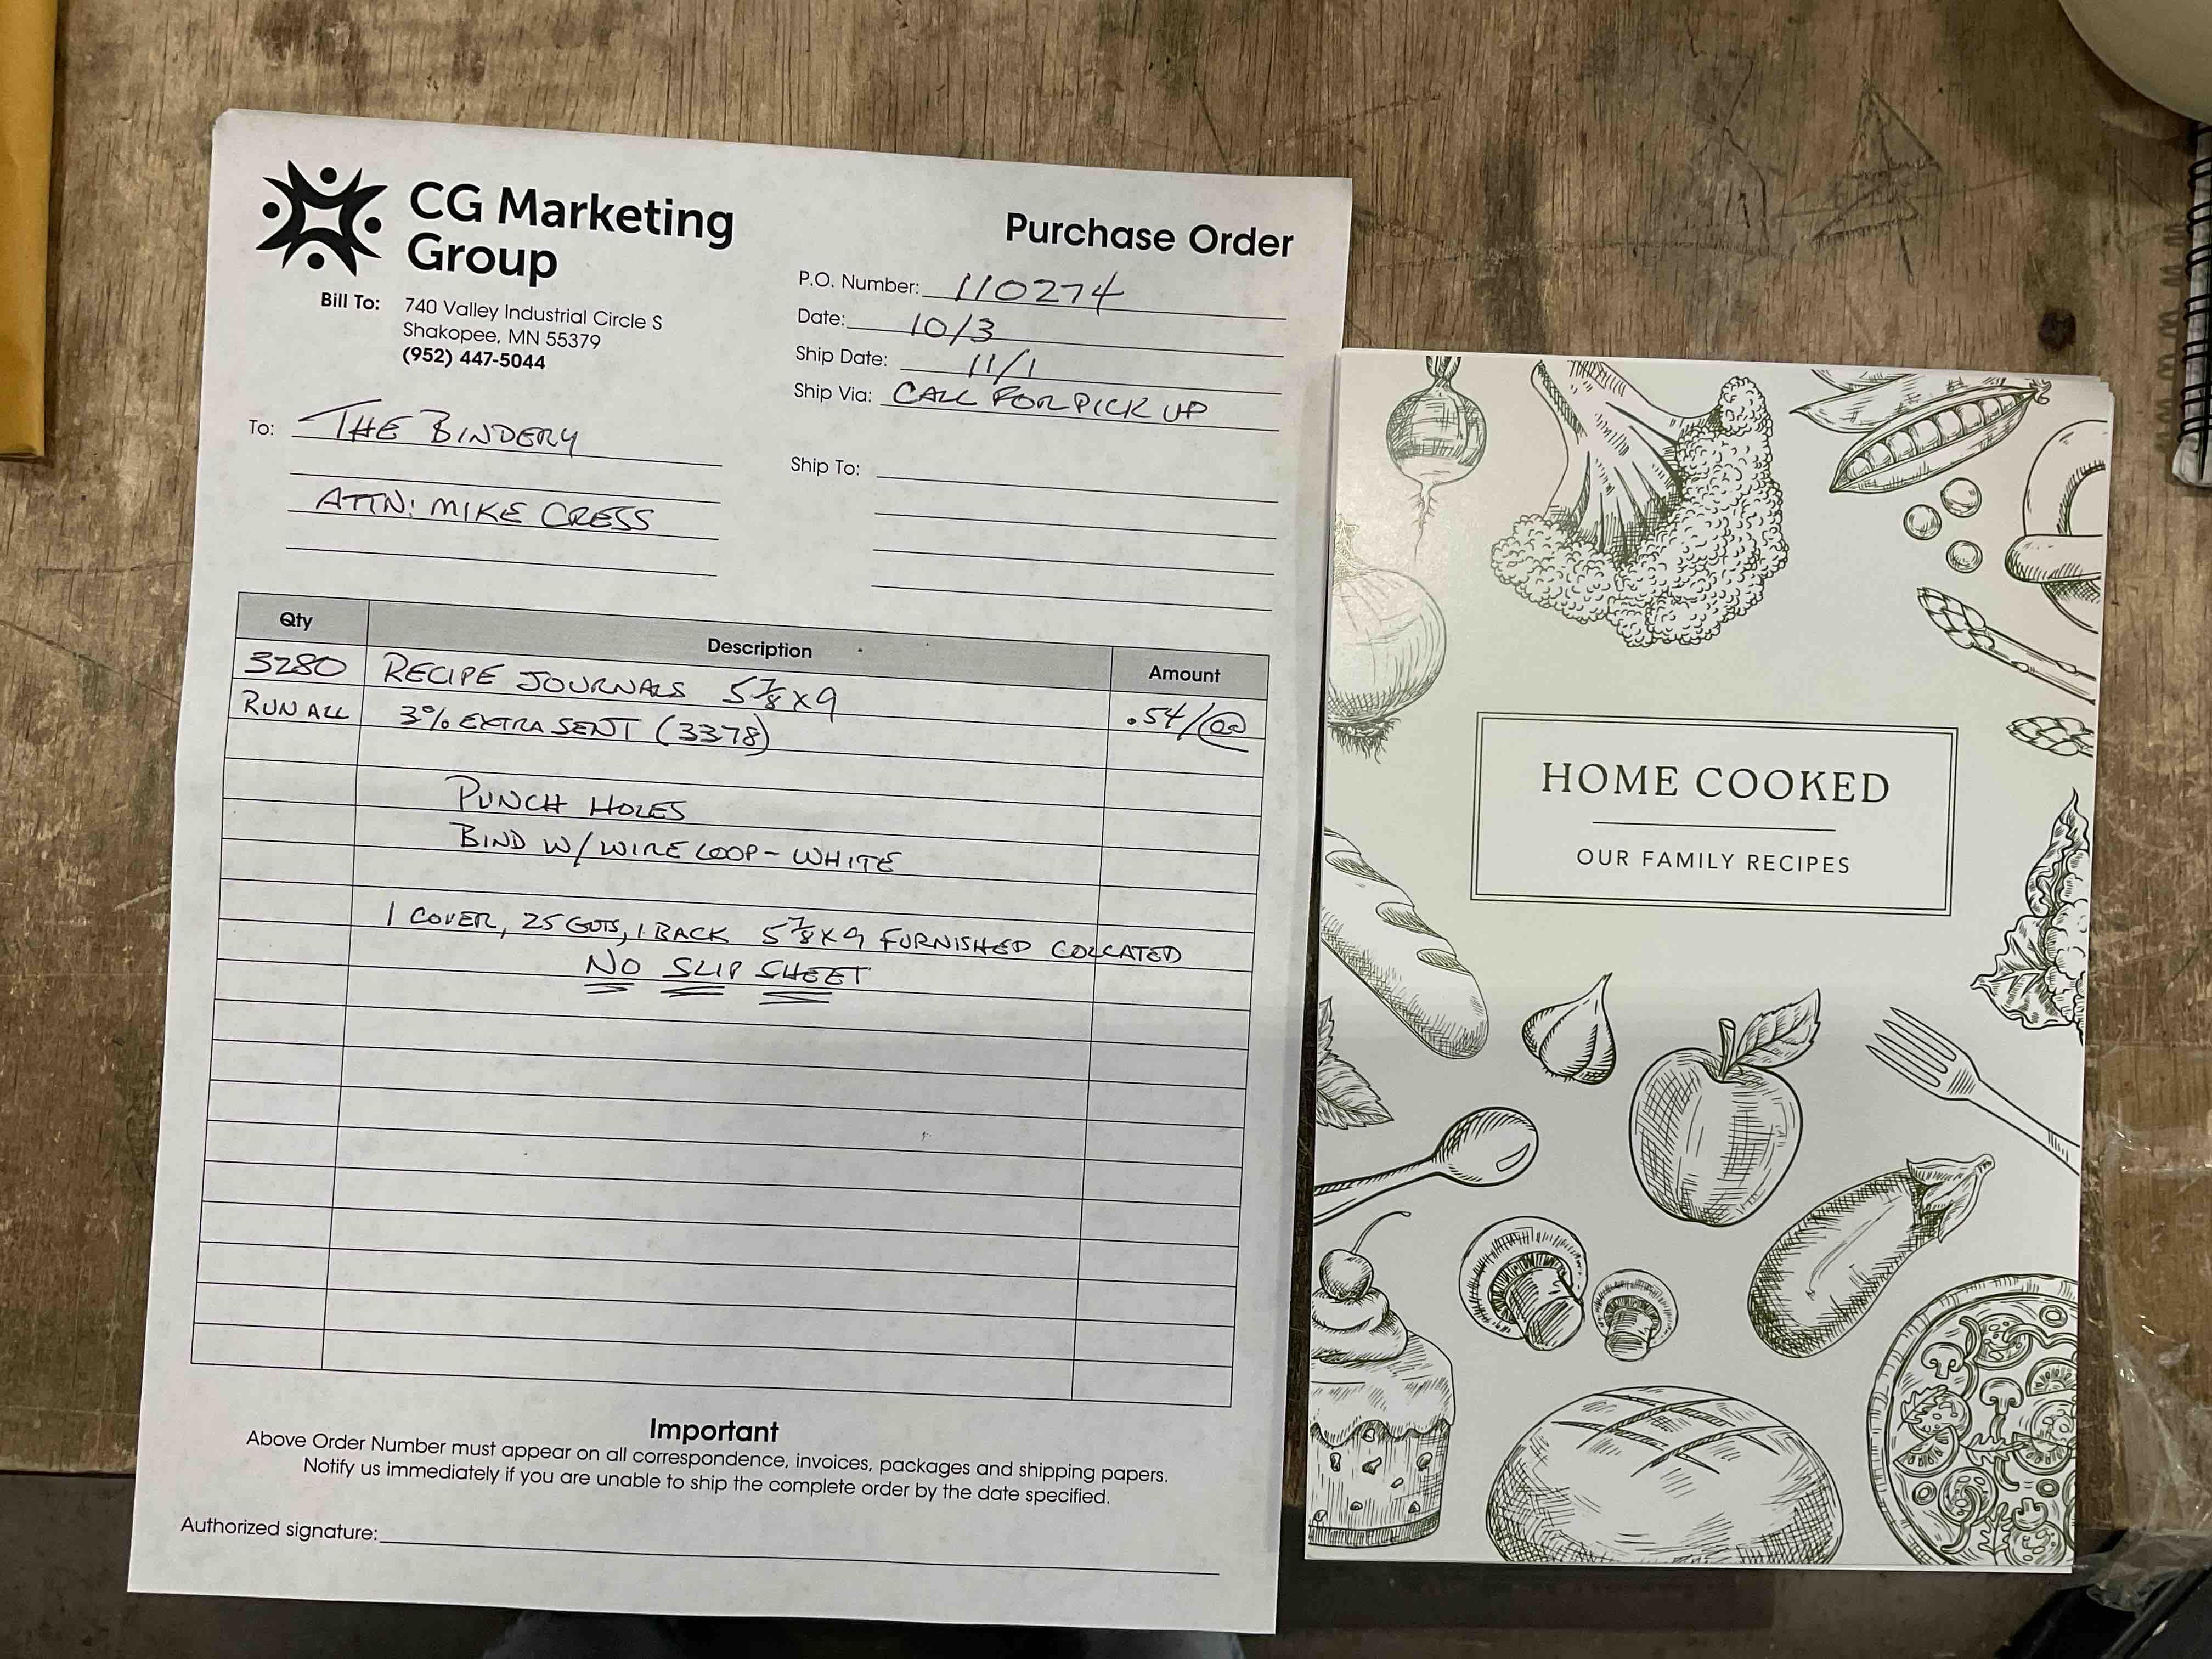 CG Marketing
Group
Purchase Order
Bill To: 740 Valley Industrial Circle S
Shakopee, MN 55379
(952) 447-5044
P.O. Number: 110274
Date: 10/3
Ship Date: 11/1
Ship Via: CALL FOR PICK UP
To: THE BINDERY
ATTN: MIKE CRESS
Ship To:
Qty Description Amount
3280 RECIPE JOURNALS 5 7/8 x 9
RUN ALL 3% EXTRA SENT (3378) .54/ea
PUNCH HOLES
BIND W/ WIRE LOOP - WHITE
1 COVER, 25 GUTS, 1 BACK 5 7/8 x 9 FURNISHED COLLATED
NO SLIP SHEET
Important
Above Order Number must appear on all correspondence, invoices, packages and shipping papers.
Notify us immediately if you are unable to ship the complete order by the date specified.
Authorized signature:
HOME COOKED
OUR FAMILY RECIPES